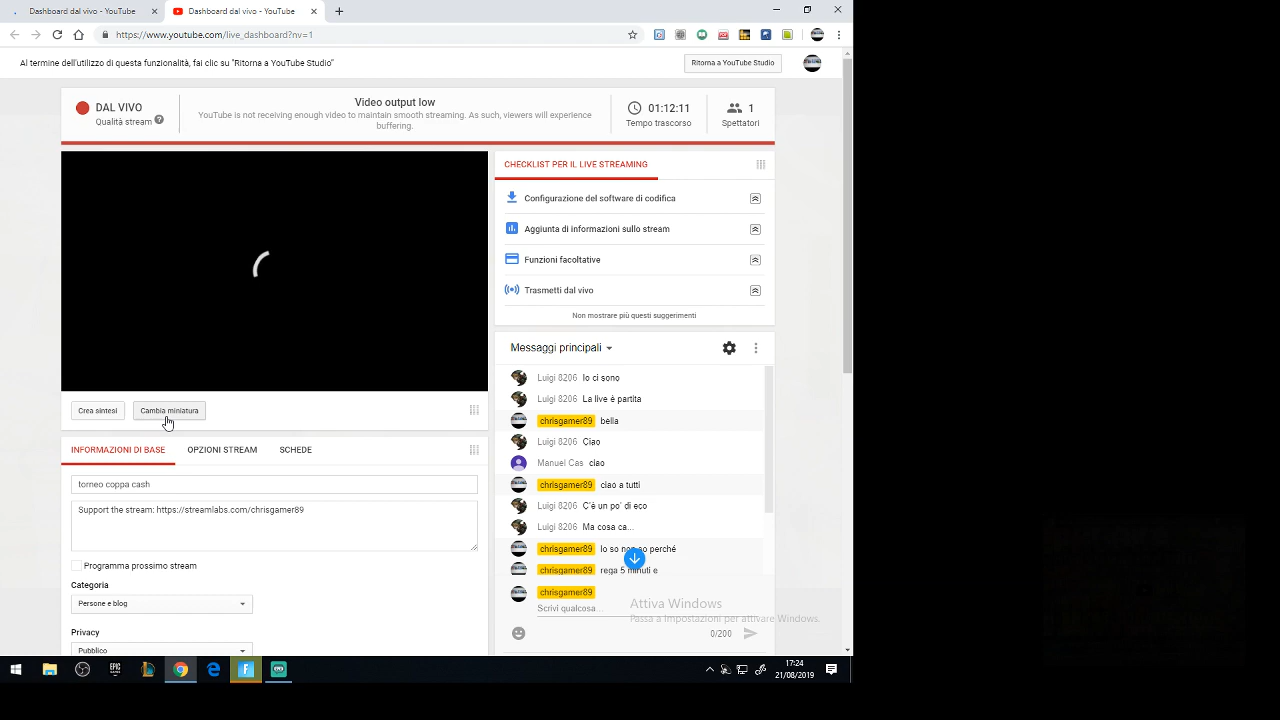 Dashboard dal vivo - YouTube
Dashboard dal vivo - YouTube
https://www.youtube.com/live_dashboard?nv=1
Al termine dell'utilizzo di questa funzionalità, fai clic su "Ritorna a YouTube Studio"
Ritorna a YouTube Studio
DAL VIVO
Qualità stream
Video output low
YouTube is not receiving enough video to maintain smooth streaming. As such, viewers will experience
buffering.
01:12:11
Tempo trascorso
1
Spettatori
CHECKLIST PER IL LIVE STREAMING
Configurazione del software di codifica
Aggiunta di informazioni sullo stream
Funzioni facoltative
Trasmetti dal vivo
Non mostrare più questi suggerimenti
Messaggi principali
Luigi 8206 Io ci sono
Luigi 8206 La live è partita
chrisgamer89 bella
Luigi 8206 Ciao
Manuel Cas ciao
chrisgamer89 ciao a tutti
Luigi 8206 C'è un po' di eco
Luigi 8206 Ma cosa ca...
chrisgamer89 lo so non so perché
chrisgamer89 rega 5 minuti e
chrisgamer89
Scrivi qualcosa...
0/200
Crea sintesi
Cambia miniatura
INFORMAZIONI DI BASE
OPZIONI STREAM
SCHEDE
torneo coppa cash
Support the stream: https://streamlabs.com/chrisgamer89
Programma prossimo stream
Categoria
Persone e blog
Privacy
Pubblico
Attiva Windows
Passa a Impostazioni per attivare Windows.
EPIC
17:24
21/08/2019